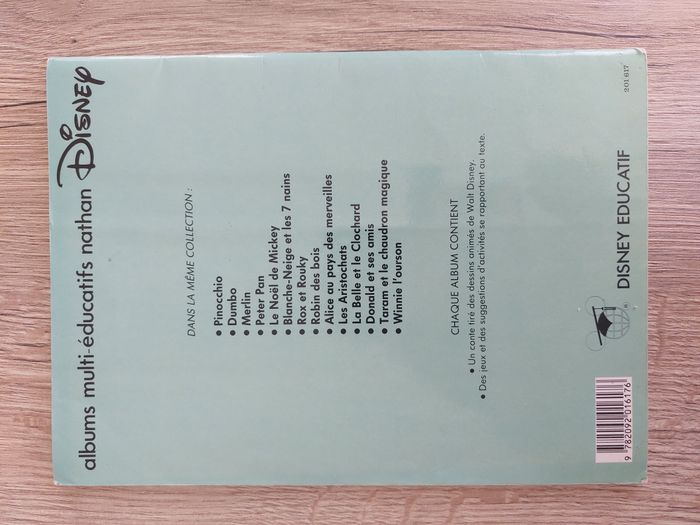 albums multi-éducatifs nathan Disney
DANS LA MÊME COLLECTION :
• Pinocchio
• Dumbo
• Merlin
• Peter Pan
• Le Noël de Mickey
• Blanche-Neige et les 7 nains
• Rox et Rouky
• Robin des bois
• Alice au pays des merveilles
• Les Aristochats
• La Belle et le Clochard
• Donald et ses amis
• Taram et le chaudron magique
• Winnie l'ourson
CHAQUE ALBUM CONTIENT
• Un conte tiré des dessins animés de Walt Disney.
• Des jeux et des suggestions d'activités se rapportant au texte.
9 782092 016176
DISNEY EDUCATIF
201 617